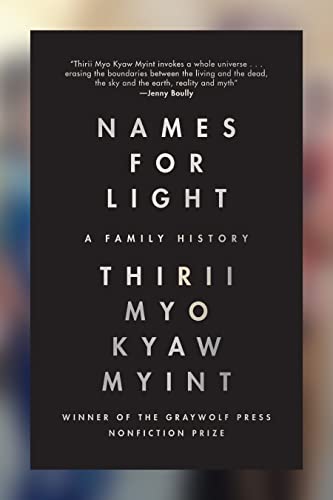 "Thirii Myo Kyaw Myint invokes a whole universe . . .
erasing the boundaries between the living and the dead,
the sky and the earth, reality and myth"
—Jenny Boully
NAMES
FOR
LIGHT
A FAMILY HISTORY
THIRII
MYO
KYAW
MYINT
WINNER OF THE GRAYWOLF PRESS
NONFICTION PRIZE